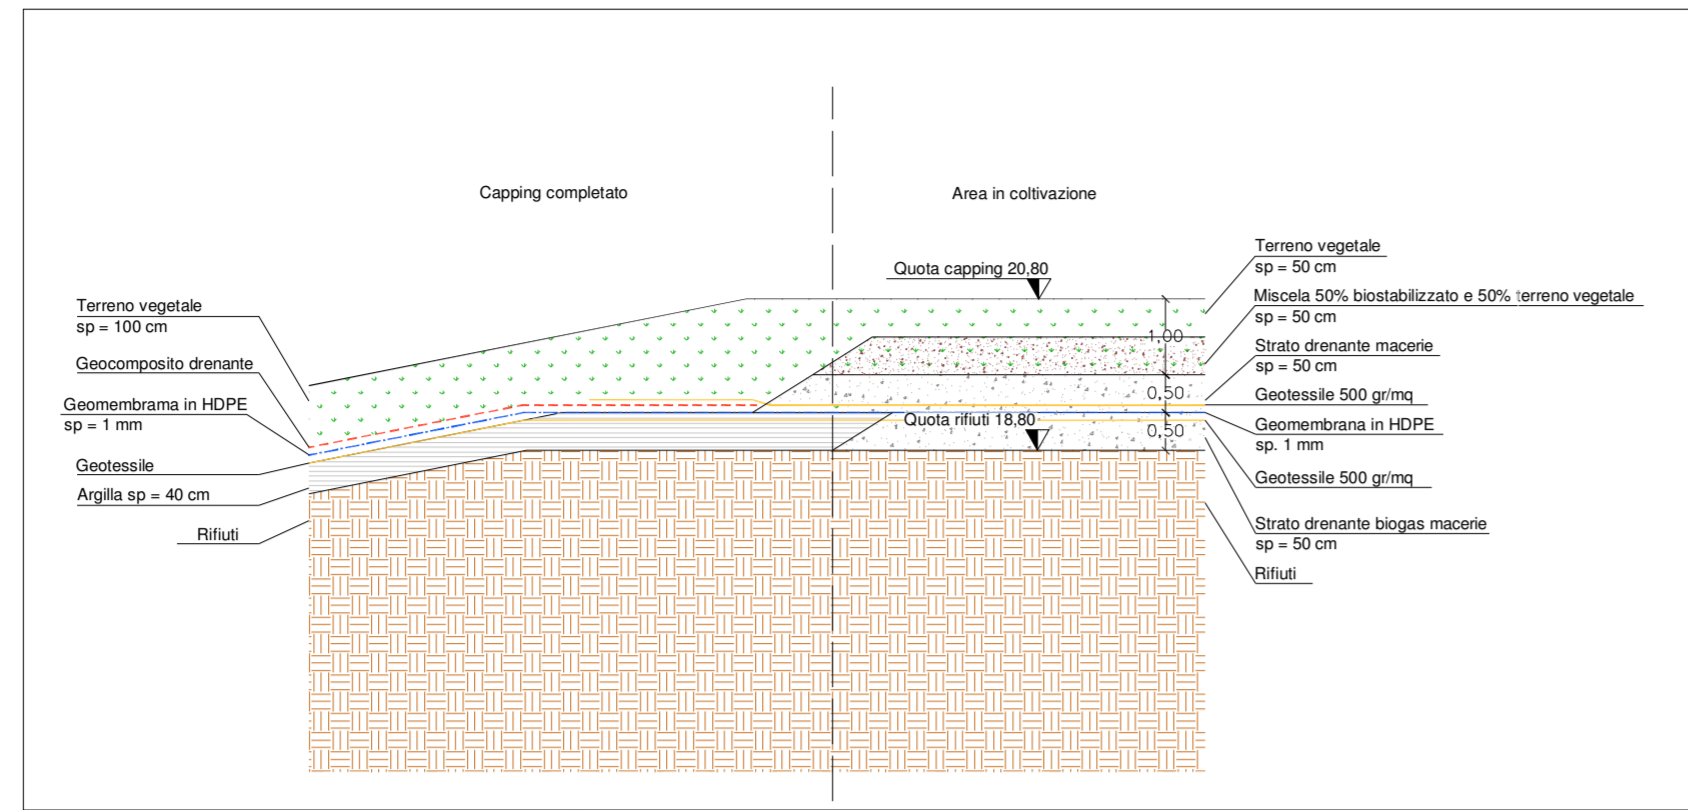 Capping completato
Area in coltivazione
Quota capping 20,80
Quota rifiuti 18,80
Terreno vegetale
sp = 100 cm
Geocomposito drenante
Geomembrama in HDPE
sp = 1 mm
Geotessile
Argilla sp = 40 cm
Rifiuti
1,00
0,50
0,50
Terreno vegetale
sp = 50 cm
Miscela 50% biostabilizzato e 50% terreno vegetale
sp = 50 cm
Strato drenante macerie
sp = 50 cm
Geotessile 500 gr/mq
Geomembrana in HDPE
sp. 1 mm
Geotessile 500 gr/mq
Strato drenante biogas macerie
sp = 50 cm
Rifiuti